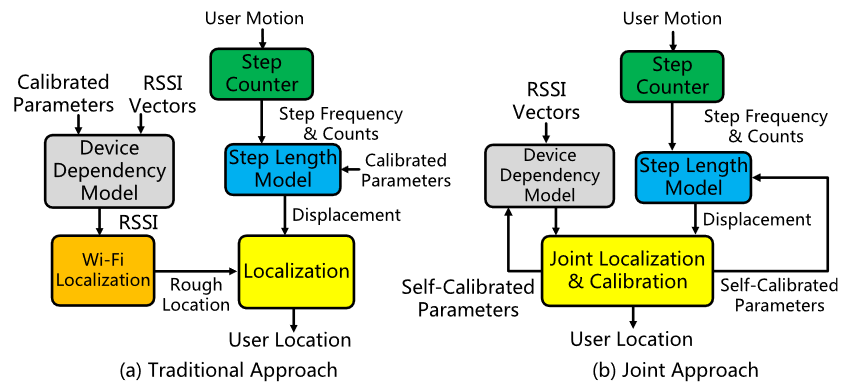 User Motion
Step
Counter
Calibrated
Parameters
RSSI
Vectors
Step Frequency
& Counts
Device
Dependency
Model
Step Length
Model
Calibrated
Parameters
RSSI
Displacement
Wi-Fi
Localization
Rough
Location
Localization
User Location
(a) Traditional Approach
User Motion
Step
Counter
RSSI
Vectors
Step Frequency
& Counts
Device
Dependency
Model
Step Length
Model
Displacement
Joint Localization
& Calibration
Self-Calibrated
Parameters
Self-Calibrated
Parameters
User Location
(b) Joint Approach